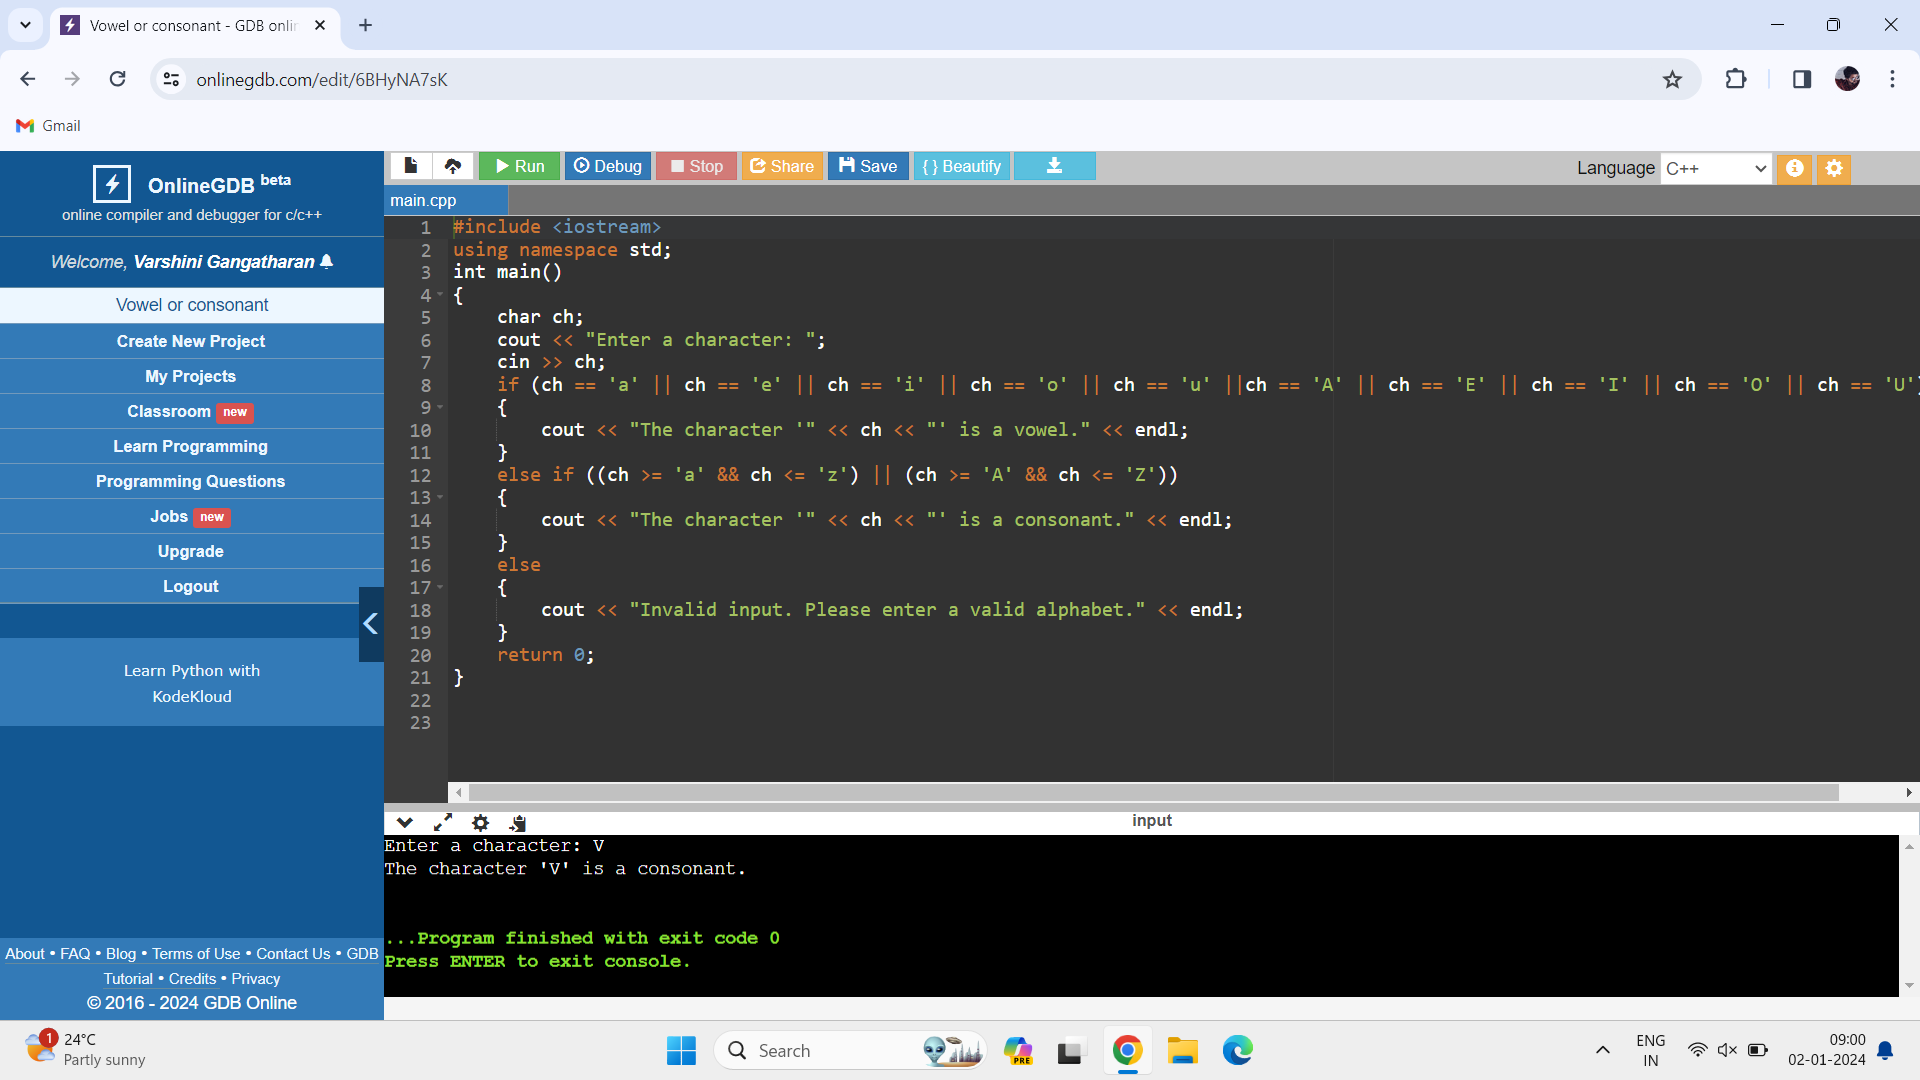 Vowel or consonant - GDB onlin
onlinegdb.com/edit/6BHyNA7sK
Gmail
OnlineGDB beta
online compiler and debugger for c/c++
Welcome, Varshini Gangatharan
Vowel or consonant
Create New Project
My Projects
Classroom new
Learn Programming
Programming Questions
Jobs new
Upgrade
Logout
Learn Python with
KodeKloud
About • FAQ • Blog • Terms of Use • Contact Us • GDB
Tutorial • Credits • Privacy
© 2016 - 2024 GDB Online
Run Debug Stop Share Save { } Beautify
Language C++
main.cpp
1 #include <iostream>
2 using namespace std;
3 int main()
4 {
5 char ch;
6 cout << "Enter a character: ";
7 cin >> ch;
8 if (ch == 'a' || ch == 'e' || ch == 'i' || ch == 'o' || ch == 'u' ||ch == 'A' || ch == 'E' || ch == 'I' || ch == 'O' || ch == 'U')
9 {
10 cout << "The character '" << ch << "' is a vowel." << endl;
11 }
12 else if ((ch >= 'a' && ch <= 'z') || (ch >= 'A' && ch <= 'Z'))
13 {
14 cout << "The character '" << ch << "' is a consonant." << endl;
15 }
16 else
17 {
18 cout << "Invalid input. Please enter a valid alphabet." << endl;
19 }
20 return 0;
21 }
22
23
input
Enter a character: V
The character 'V' is a consonant.
...Program finished with exit code 0
Press ENTER to exit console.
1
24°C
Partly sunny
Search
PRE
ENG
IN
09:00
02-01-2024